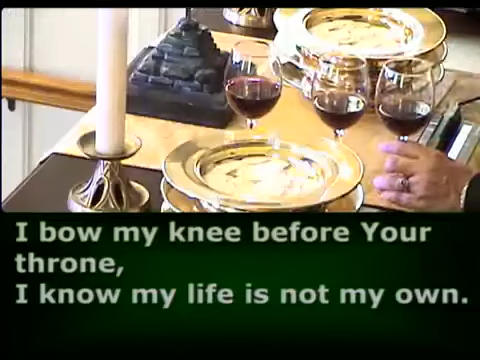 I bow my knee before Your
throne,
I know my life is not my own.